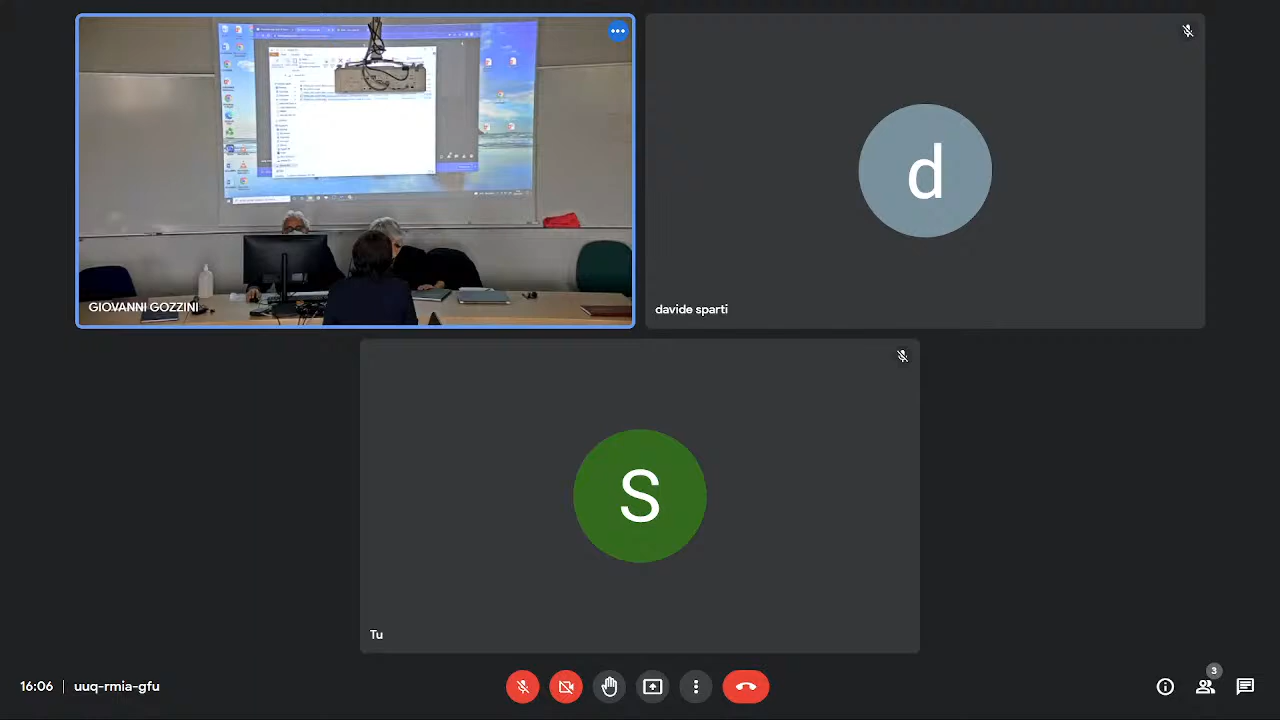 GIOVANNI GOZZINI
d
davide sparti
S
Tu
16:06
uuq-rmia-gfu
3